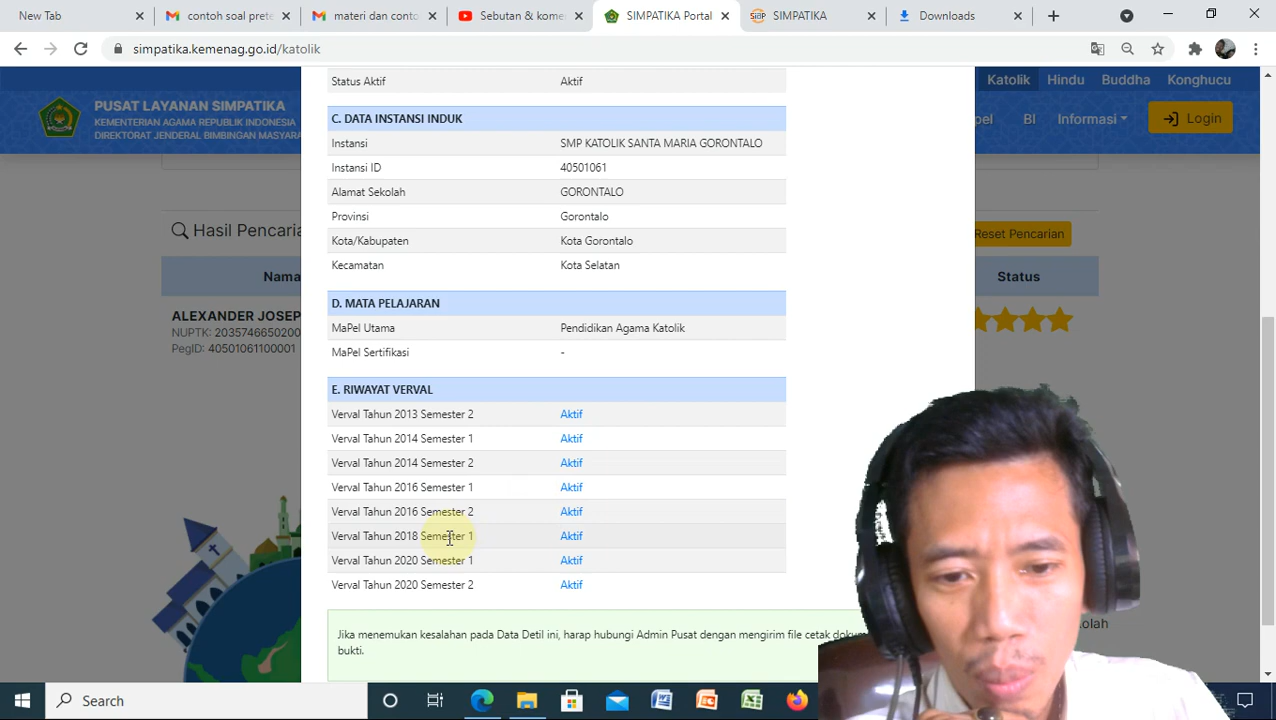 New Tab
contoh soal prete
materi dan conto
Sebutan & kome
SIMPATIKA Portal
SIMPATIKA
Downloads
simpatika.kemenag.go.id/katolik
Katolik Hindu Buddha Konghucu
PUSAT LAYANAN SIMPATIKA
KEMENTERIAN AGAMA REPUBLIK INDONESIA
DIREKTORAT JENDERAL BIMBINGAN MASYARA
pel BI Informasi Login
Status Aktif Aktif
C. DATA INSTANSI INDUK
Instansi SMP KATOLIK SANTA MARIA GORONTALO
Instansi ID 40501061
Alamat Sekolah GORONTALO
Provinsi Gorontalo
Kota/Kabupaten Kota Gorontalo
Kecamatan Kota Selatan
Hasil Pencaria
Reset Pencarian
Nama
Status
ALEXANDER JOSEP
NUPTK: 2035746650200
PegID: 40501061100001
D. MATA PELAJARAN
MaPel Utama Pendidikan Agama Katolik
MaPel Sertifikasi -
E. RIWAYAT VERVAL
Verval Tahun 2013 Semester 2 Aktif
Verval Tahun 2014 Semester 1 Aktif
Verval Tahun 2014 Semester 2 Aktif
Verval Tahun 2016 Semester 1 Aktif
Verval Tahun 2016 Semester 2 Aktif
Verval Tahun 2018 Semester 1 Aktif
Verval Tahun 2020 Semester 1 Aktif
Verval Tahun 2020 Semester 2 Aktif
Jika menemukan kesalahan pada Data Detil ini, harap hubungi Admin Pusat dengan mengirim file cetak dokum
bukti.
olah
Search